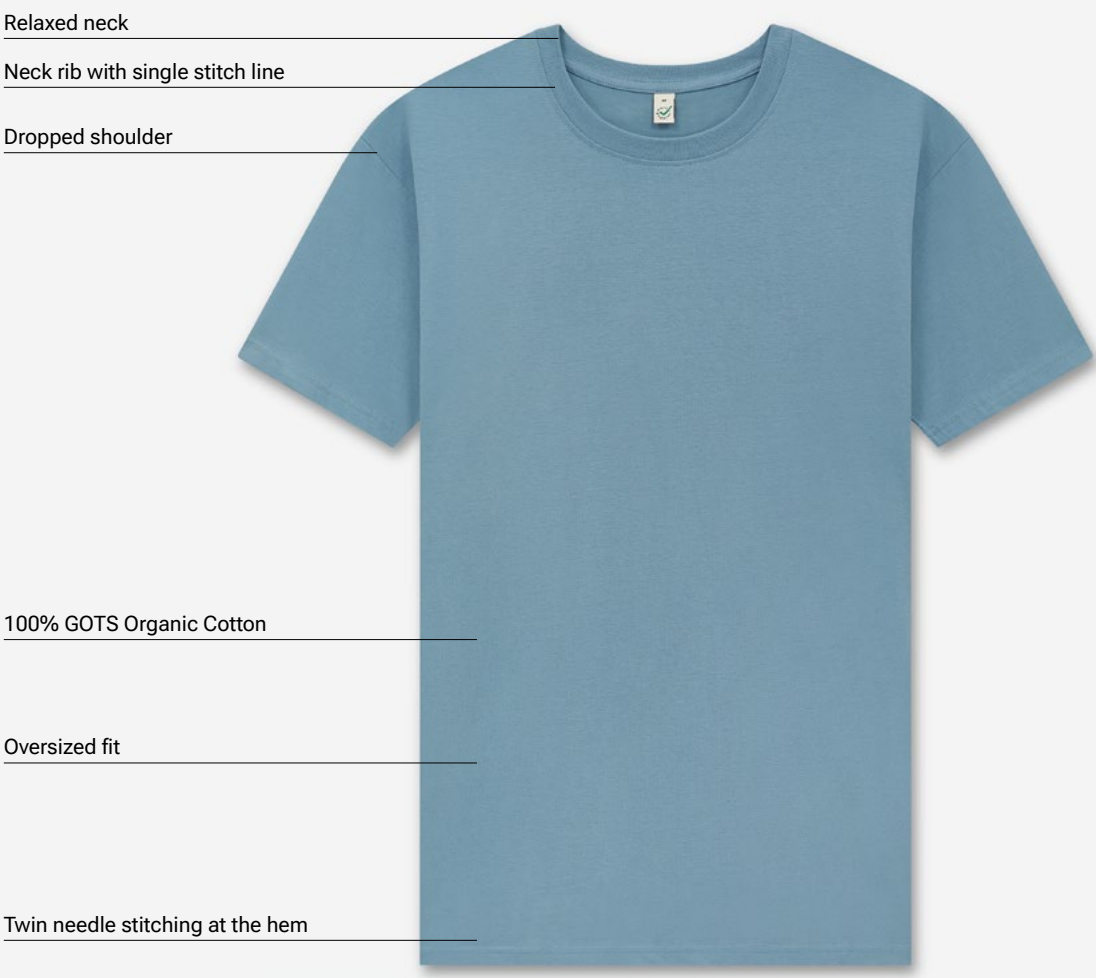 Relaxed neck
Neck rib with single stitch line
Dropped shoulder
100% GOTS Organic Cotton
Oversized fit
Twin needle stitching at the hem